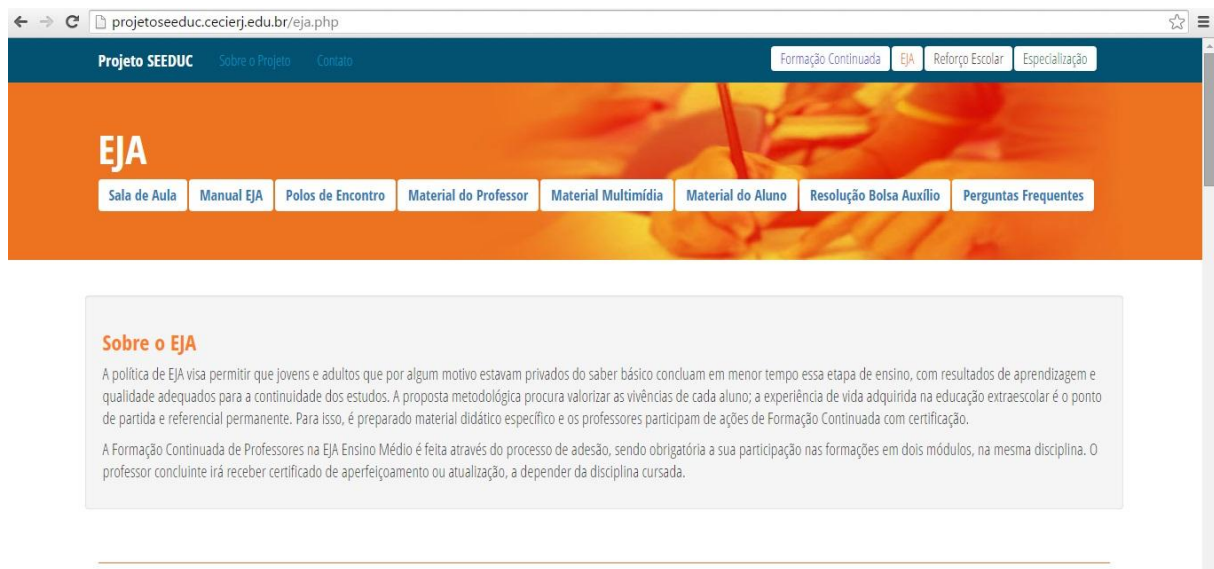 projetoseeduc.cecierj.edu.br/eja.php
Projeto SEEDUC Sobre o Projeto Contato Formação Continuada EJA Reforço Escolar Especialização
EJA
Sala de Aula Manual EJA Polos de Encontro Material do Professor Material Multimídia Material do Aluno Resolução Bolsa Auxílio Perguntas Frequentes
Sobre o EJA
A política de EJA visa permitir que jovens e adultos que por algum motivo estavam privados do saber básico concluam em menor tempo essa etapa de ensino, com resultados de aprendizagem e
qualidade adequados para a continuidade dos estudos. A proposta metodológica procura valorizar as vivências de cada aluno; a experiência de vida adquirida na educação extraescolar é o ponto
de partida e referencial permanente. Para isso, é preparado material didático específico e os professores participam de ações de Formação Continuada com certificação.
A Formação Continuada de Professores na EJA Ensino Médio é feita através do processo de adesão, sendo obrigatória a sua participação nas formações em dois módulos, na mesma disciplina. O
professor concluinte irá receber certificado de aperfeiçoamento ou atualização, a depender da disciplina cursada.